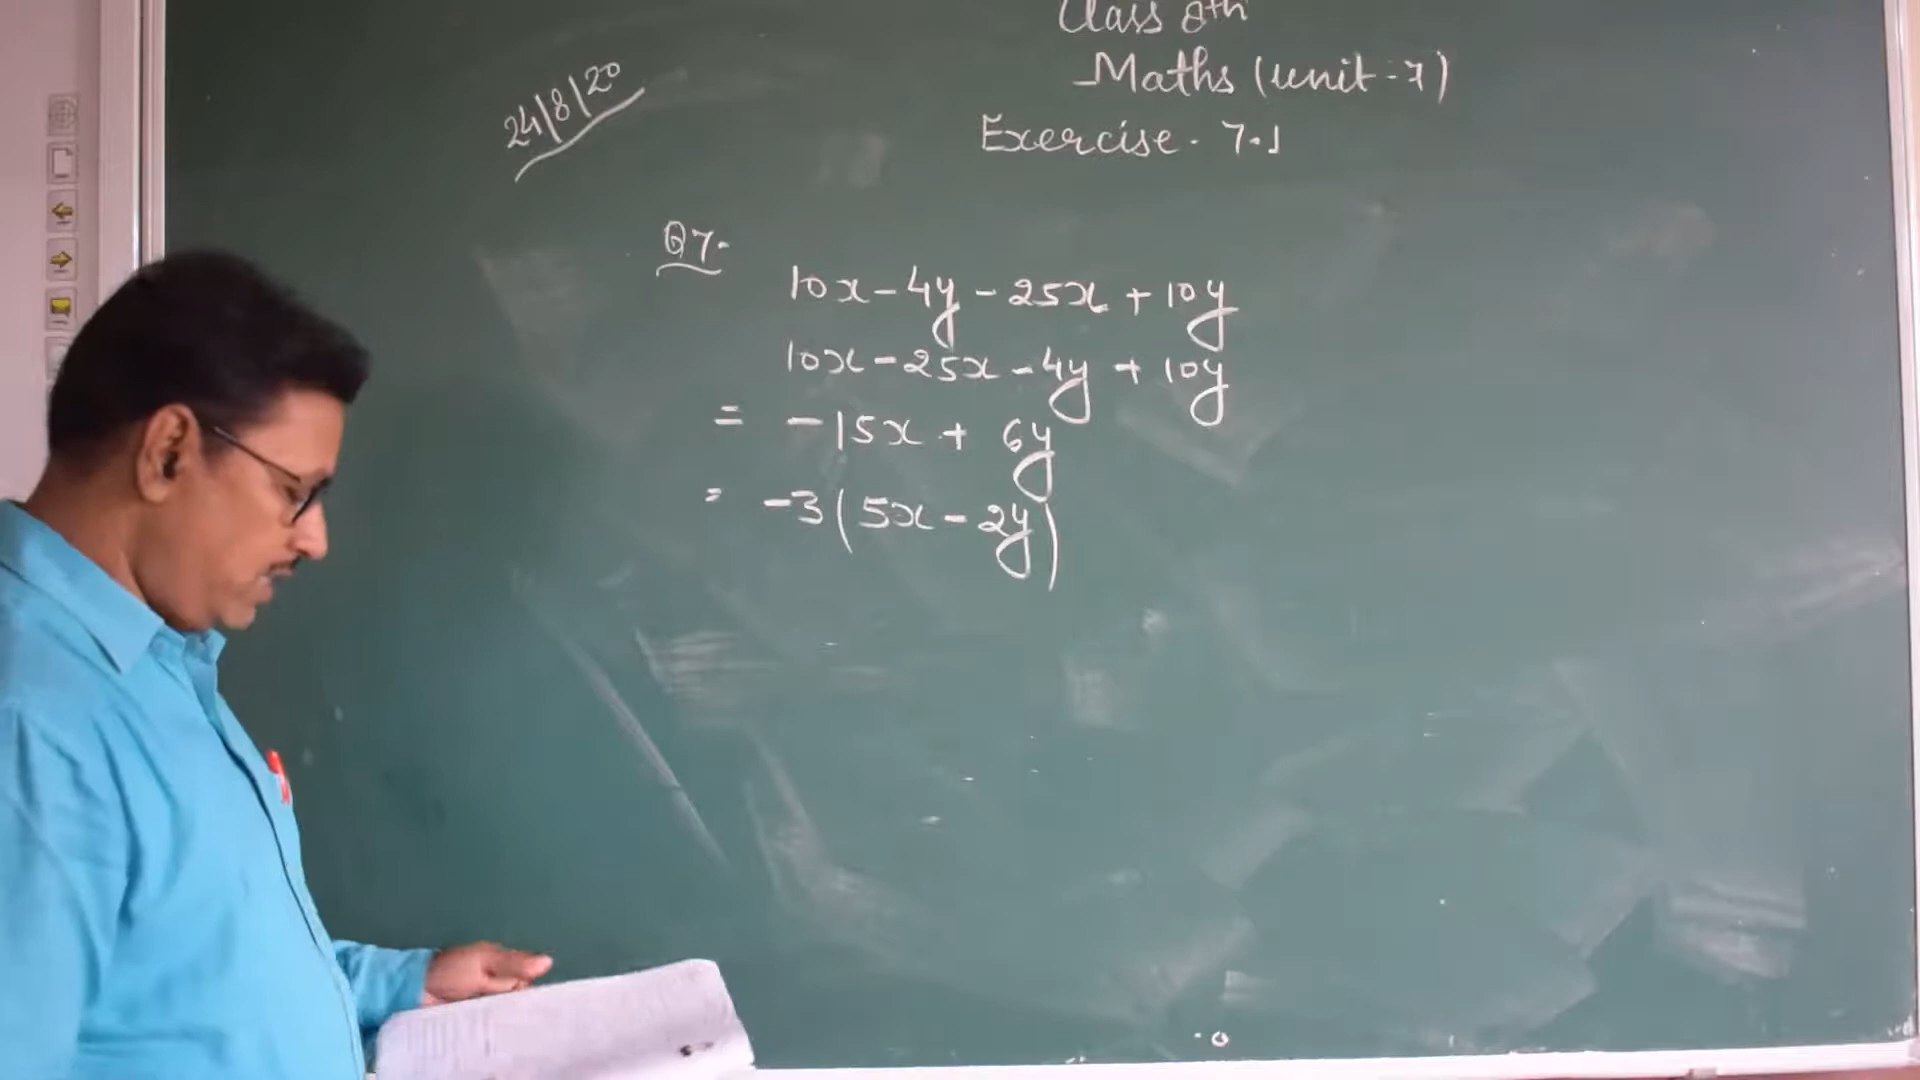 Class 8th
Maths (unit-7)
24/8/20
Exercise. 7.1
Q7.
10x - 4y - 25x + 10y
10x - 25x - 4y + 10y
= -15x + 6y
= -3(5x - 2y)